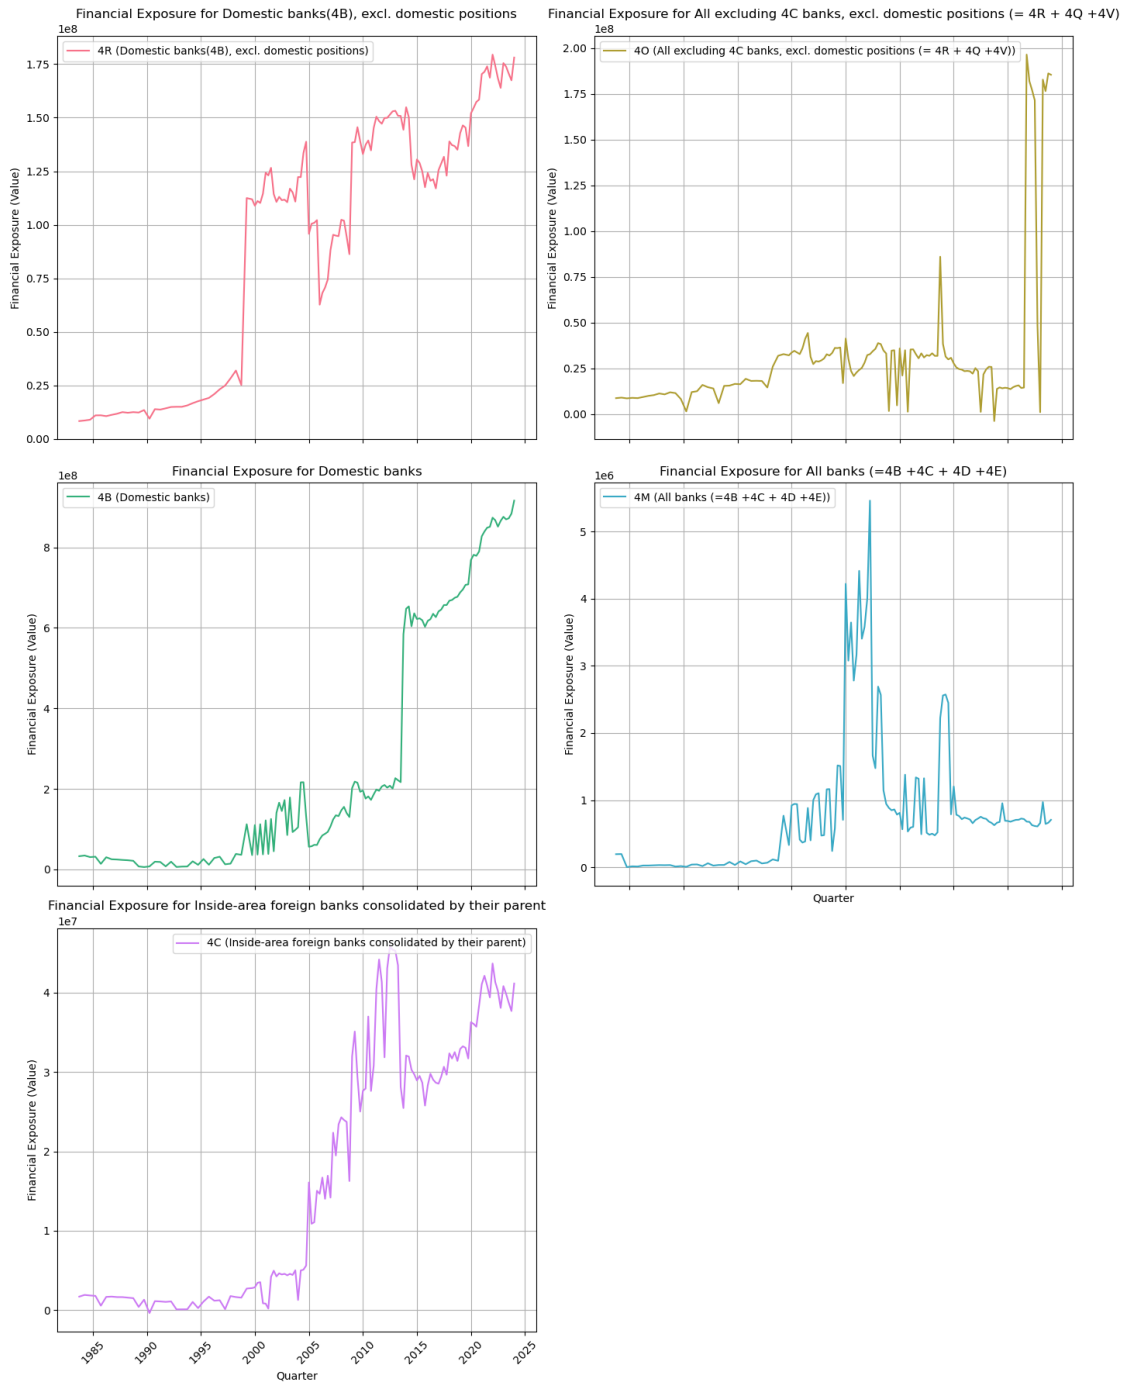 Financial Exposure for Domestic banks(4B), excl. domestic positions
1e8
4R (Domestic banks(4B), excl. domestic positions)
Financial Exposure (Value)
1.75
1.50
1.25
1.00
0.75
0.50
0.25
0.00
Financial Exposure for All excluding 4C banks, excl. domestic positions (= 4R + 4Q +4V)
1e8
4O (All excluding 4C banks, excl. domestic positions (= 4R + 4Q +4V))
Financial Exposure (Value)
2.00
1.75
1.50
1.25
1.00
0.75
0.50
0.25
0.00
Financial Exposure for Domestic banks
1e8
4B (Domestic banks)
Financial Exposure (Value)
8
6
4
2
0
Financial Exposure for All banks (=4B +4C + 4D +4E)
1e6
4M (All banks (=4B +4C + 4D +4E))
Financial Exposure (Value)
5
4
3
2
1
0
Quarter
Financial Exposure for Inside-area foreign banks consolidated by their parent
1e7
4C (Inside-area foreign banks consolidated by their parent)
Financial Exposure (Value)
4
3
2
1
0
1985
1990
1995
2000
2005
2010
2015
2020
2025
Quarter